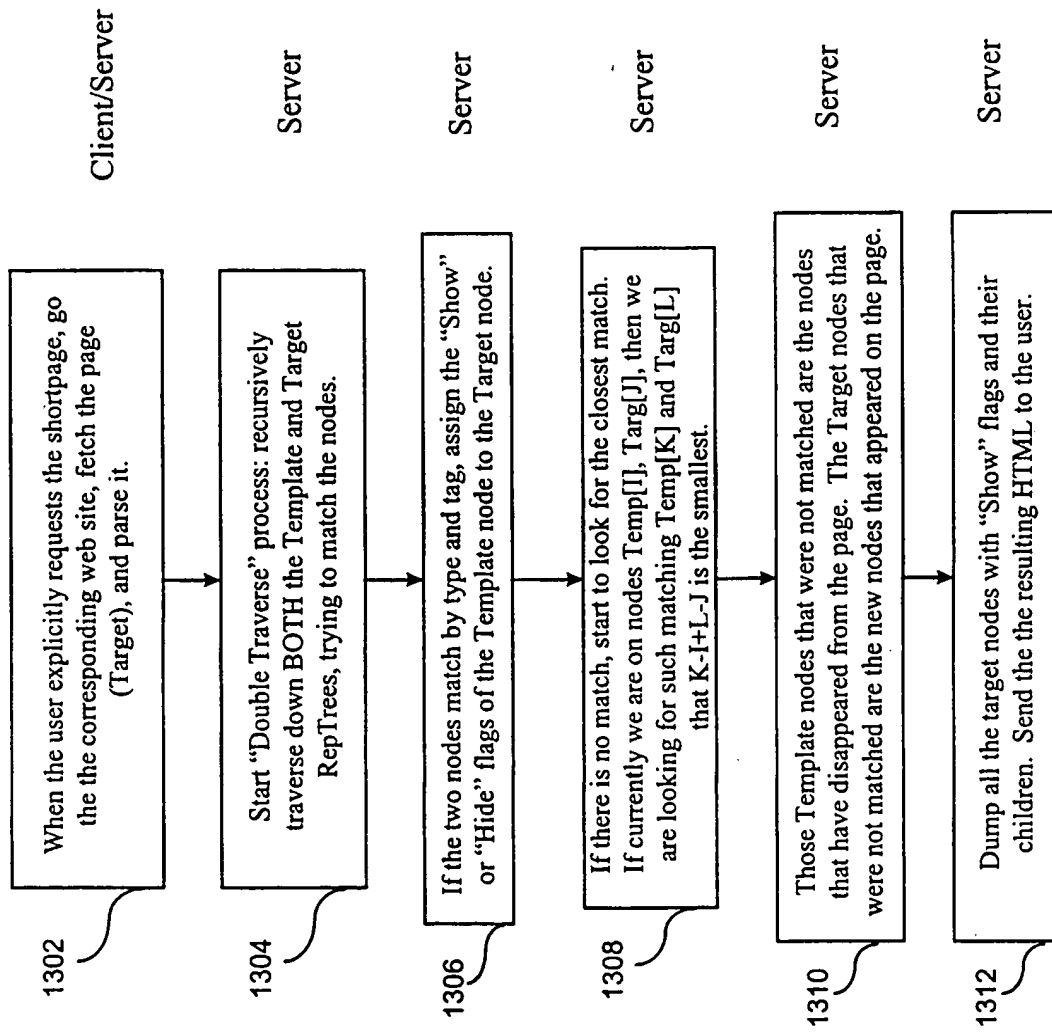 1302
When the user explicitly requests the shortpage, go
the the corresponding web site, fetch the page
(Target), and parse it.
Client/Server
1304
Start “Double Traverse” process: recursively
traverse down BOTH the Template and Target
RepTrees, trying to match the nodes.
Server
1306
If the two nodes match by type and tag, assign the “Show”
or “Hide” flags of the Template node to the Target node.
Server
1308
If there is no match, start to look for the closest match.
If currently we are on nodes Temp[I], Targ[J], then we
are looking for such matching Temp[K] and Targ[L]
that K-I+L-J is the smallest.
Server
1310
Those Template nodes that were not matched are the nodes
that have disappeared from the page. The Target nodes that
were not matched are the new nodes that appeared on the page.
Server
1312
Dump all the target nodes with “Show” flags and their
children. Send the the resulting HTML to the user.
Server